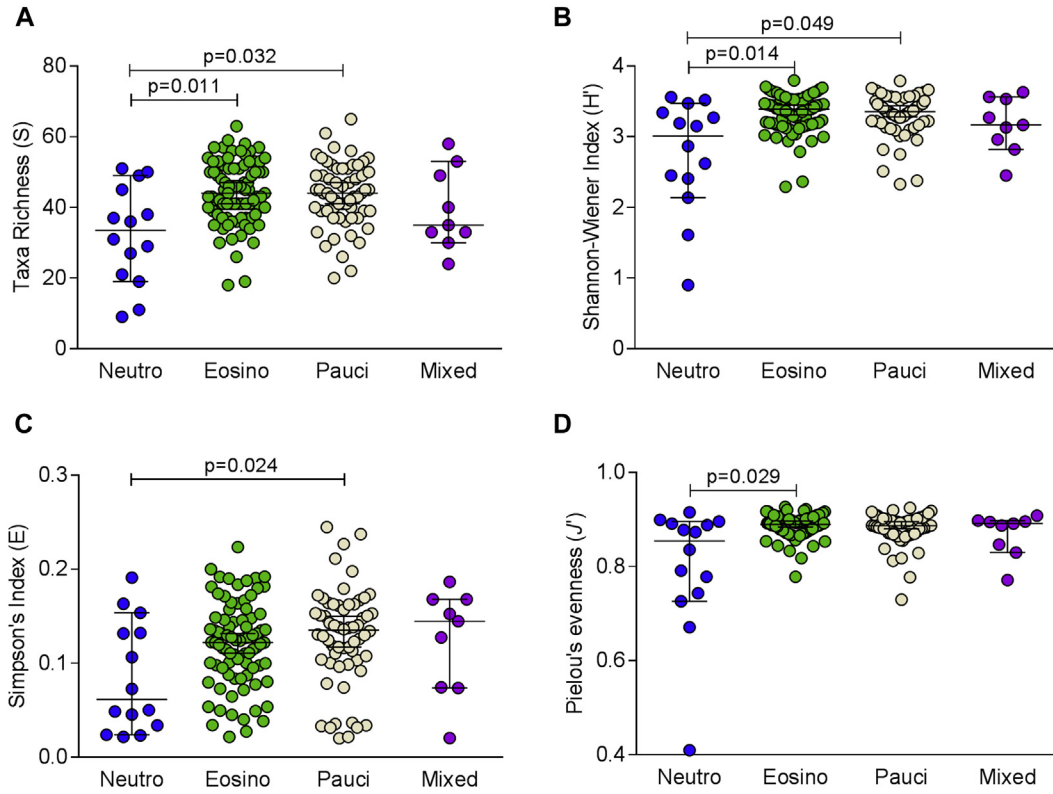 A
p=0.032
p=0.011
Taxa Richness (S)
80
60
40
20
0
Neutro Eosino Pauci Mixed
B
p=0.049
p=0.014
Shannon-Wiener Index (H')
4
3
2
1
0
Neutro Eosino Pauci Mixed
C
p=0.024
Simpson's Index (E)
0.3
0.2
0.1
0.0
Neutro Eosino Pauci Mixed
D
p=0.029
Pielou's evenness (J')
1.0
0.8
0.6
0.4
Neutro Eosino Pauci Mixed